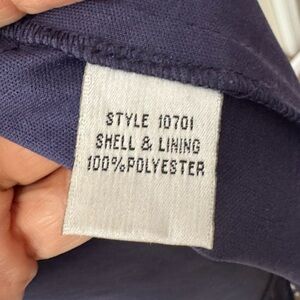 STYLE 10701
SHELL & LINING
100%POLYESTER